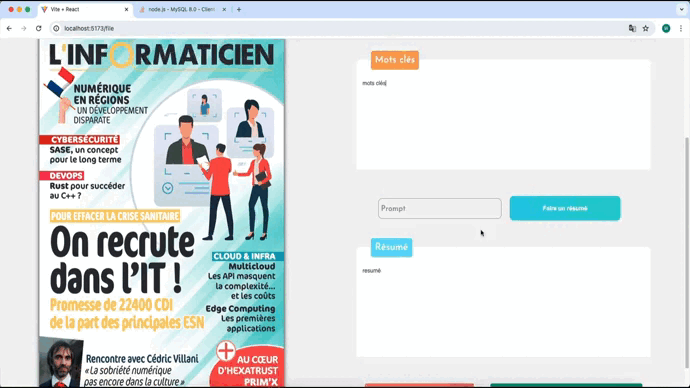 Vite + React
node.js - MySQL 8.0 - Client
localhost:5173/file
L'INFORMATICIEN
NUMÉRIQUE
EN RÉGIONS
UN DÉVELOPPEMENT
DISPARATE
CYBERSÉCURITÉ
SASE, un concept
pour le long terme
DEVOPS
Rust pour succéder
au C++ ?
POUR EFFACER LA CRISE SANITAIRE
On recrute
dans l'IT !
Promesse de 22400 CDI
de la part des principales ESN
CLOUD & INFRA
Multicloud
Les API masquent
la complexité...
et les coûts
Edge Computing
Les premières
applications
Rencontre avec Cédric Villani
« La sobriété numérique
pas encore dans la culture »
AU CŒUR
D'HEXATRUST
PRIM'X
Mots clés
mots clés
Prompt
Faire un résumé
Résumé
resumé